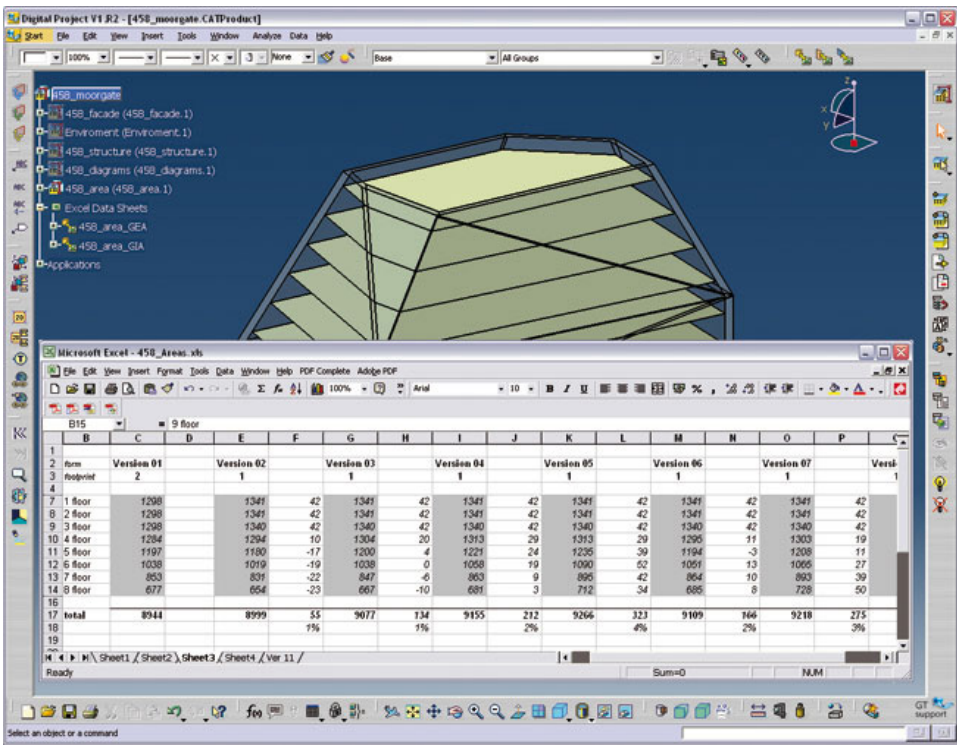 Digital Project V1.R2 - [458_moorgate.CATProduct]
Start File Edit View Insert Tools Window Analyze Data Help
100% 3 None Base All Groups
458_moorgate
458_facade (458_facade.1)
Enviroment (Enviroment.1)
458_structure (458_structure.1)
458_diagrams (458_diagrams.1)
458_area (458_area.1)
Excel Data Sheets
458_area_GEA
458_area_GIA
Applications
z
x
y
Microsoft Excel - 458_Areas.xls
File Edit View Insert Format Tools Data Window Help PDF Complete Adobe PDF
100% Arial 10 B I U
B15 = 9 floor
B C D E F G H I J K L M N O P
1
2 form Version 01 Version 02 Version 03 Version 04 Version 05 Version 06 Version 07 Versi
3 footprint 2 1 1 1 1 1 1 1
4
7 1 floor 1298 1341 42 1341 42 1341 42 1341 42 1341 42 1341 42
8 2 floor 1298 1341 42 1341 42 1341 42 1341 42 1341 42 1341 42
9 3 floor 1298 1340 42 1340 42 1340 42 1340 42 1340 42 1340 42
10 4 floor 1284 1294 10 1304 20 1313 29 1313 29 1295 11 1303 19
11 5 floor 1197 1180 -17 1200 4 1221 24 1235 39 1194 -3 1208 11
12 6 floor 1038 1019 -19 1038 0 1058 19 1090 52 1051 13 1065 27
13 7 floor 853 831 -22 847 -6 863 9 895 42 864 10 893 39
14 8 floor 677 654 -23 667 -10 681 3 712 34 685 8 728 50
16
17 total 8944 8999 55 9077 134 9155 212 9266 323 9109 166 9218 275
18 1% 1% 2% 4% 2% 3%
19
Sheet1 Sheet2 Sheet3 Sheet4 Ver 11
Ready Sum=0 NUM
GT support
Select an object or a command